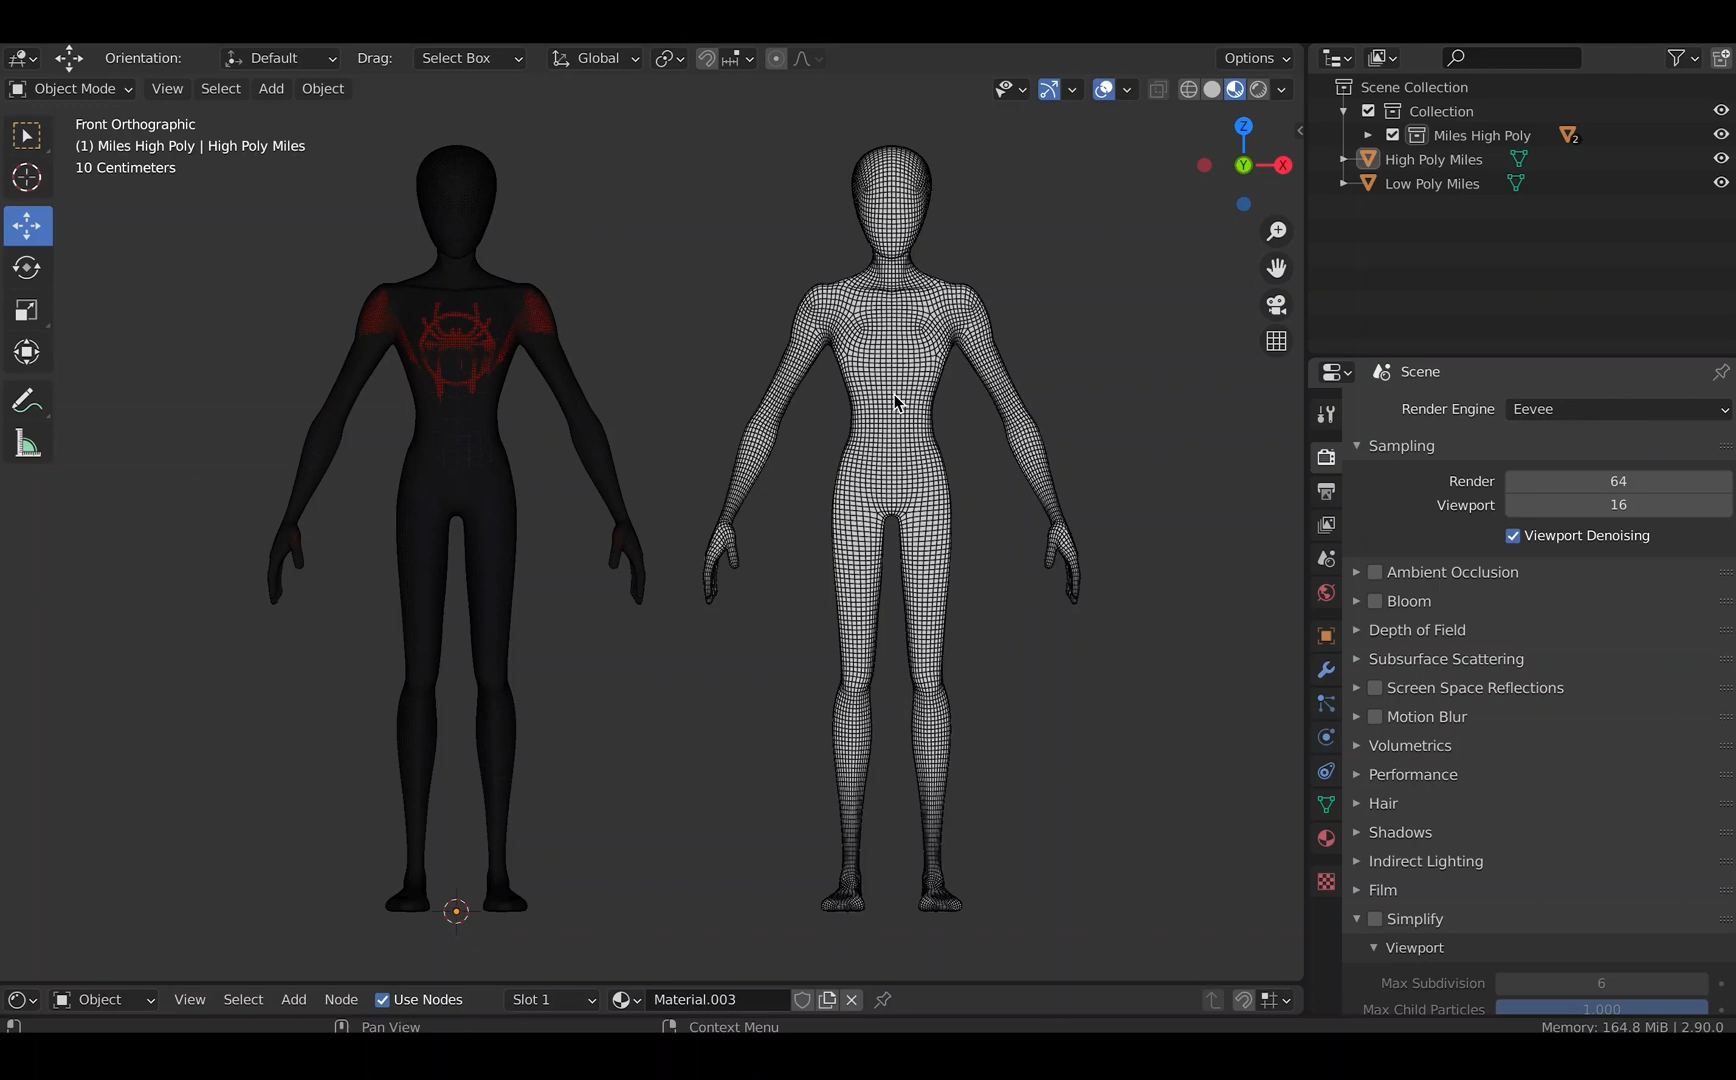 Orientation: Default Drag: Select Box Global Options
Object Mode View Select Add Object
Front Orthographic
(1) Miles High Poly | High Poly Miles
10 Centimeters
Z
Y
X
Scene Collection
Collection
Miles High Poly 2
High Poly Miles
Low Poly Miles
Scene
Render Engine Eevee
Sampling
Render 64
Viewport 16
Viewport Denoising
Ambient Occlusion
Bloom
Depth of Field
Subsurface Scattering
Screen Space Reflections
Motion Blur
Volumetrics
Performance
Hair
Shadows
Indirect Lighting
Film
Simplify
Viewport
Max Subdivision 6
Max Child Particles 1.000
Object View Select Add Node Use Nodes Slot 1 Material.003
Pan View Context Menu Memory: 164.8 MiB | 2.90.0